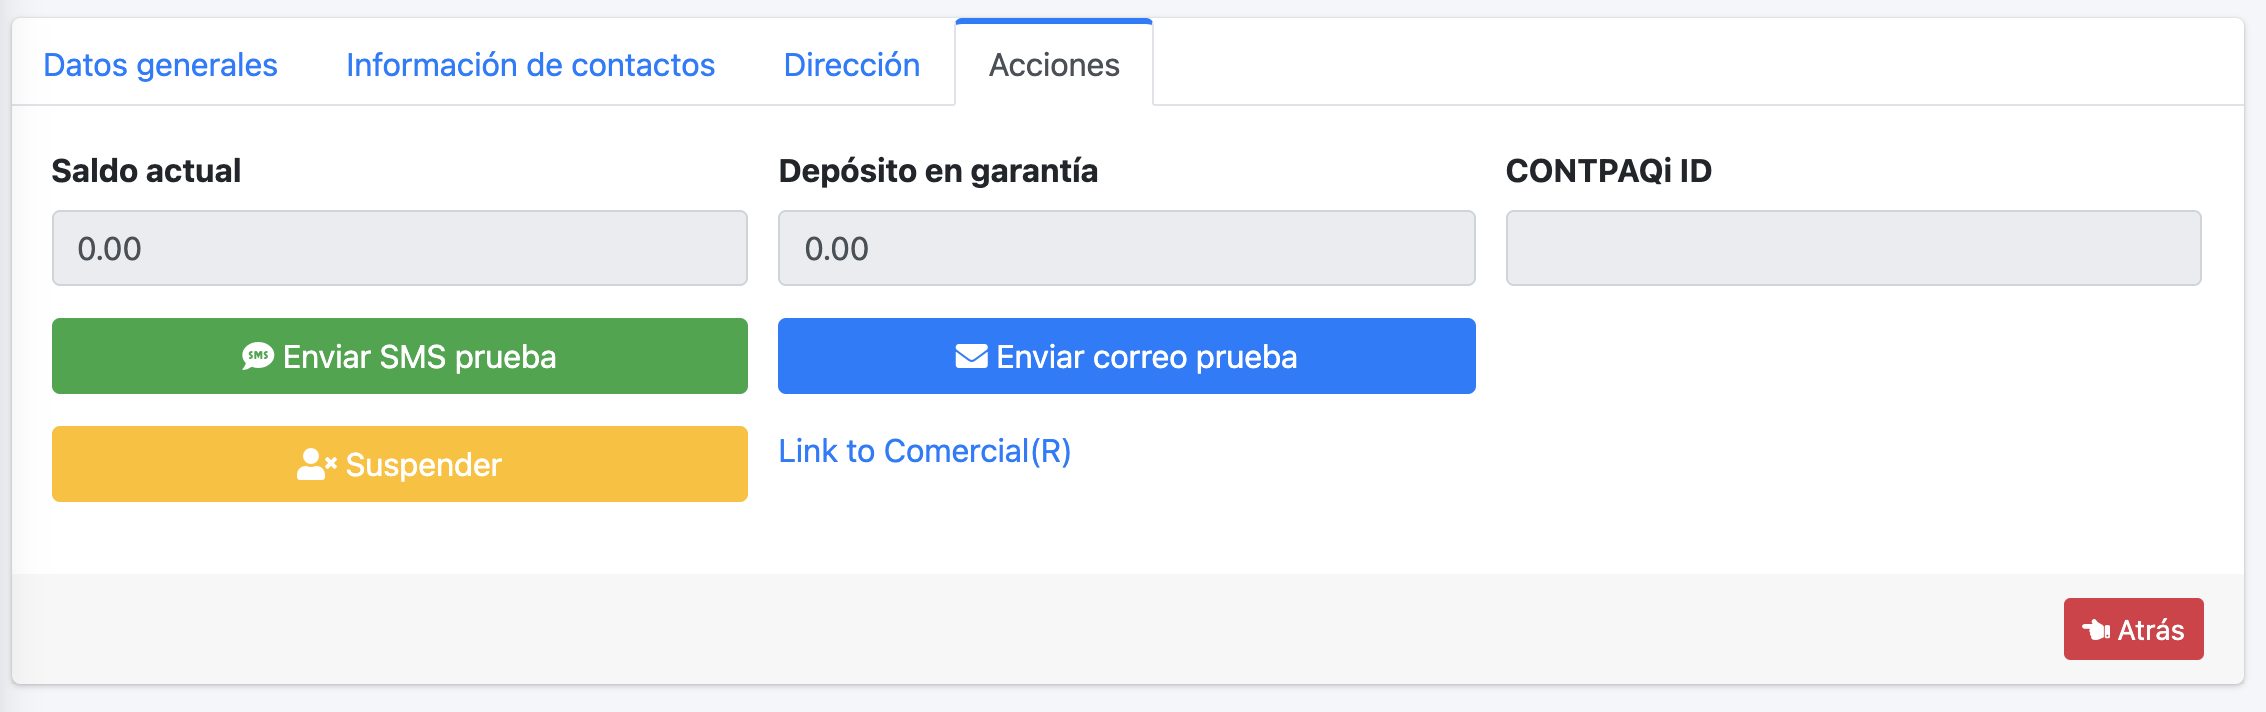 Datos generales
Información de contactos
Dirección
Acciones
Saldo actual
Depósito en garantía
CONTPAQi ID
0.00
0.00
SMS Enviar SMS prueba
Enviar correo prueba
Suspender
Link to Comercial(R)
Atrás